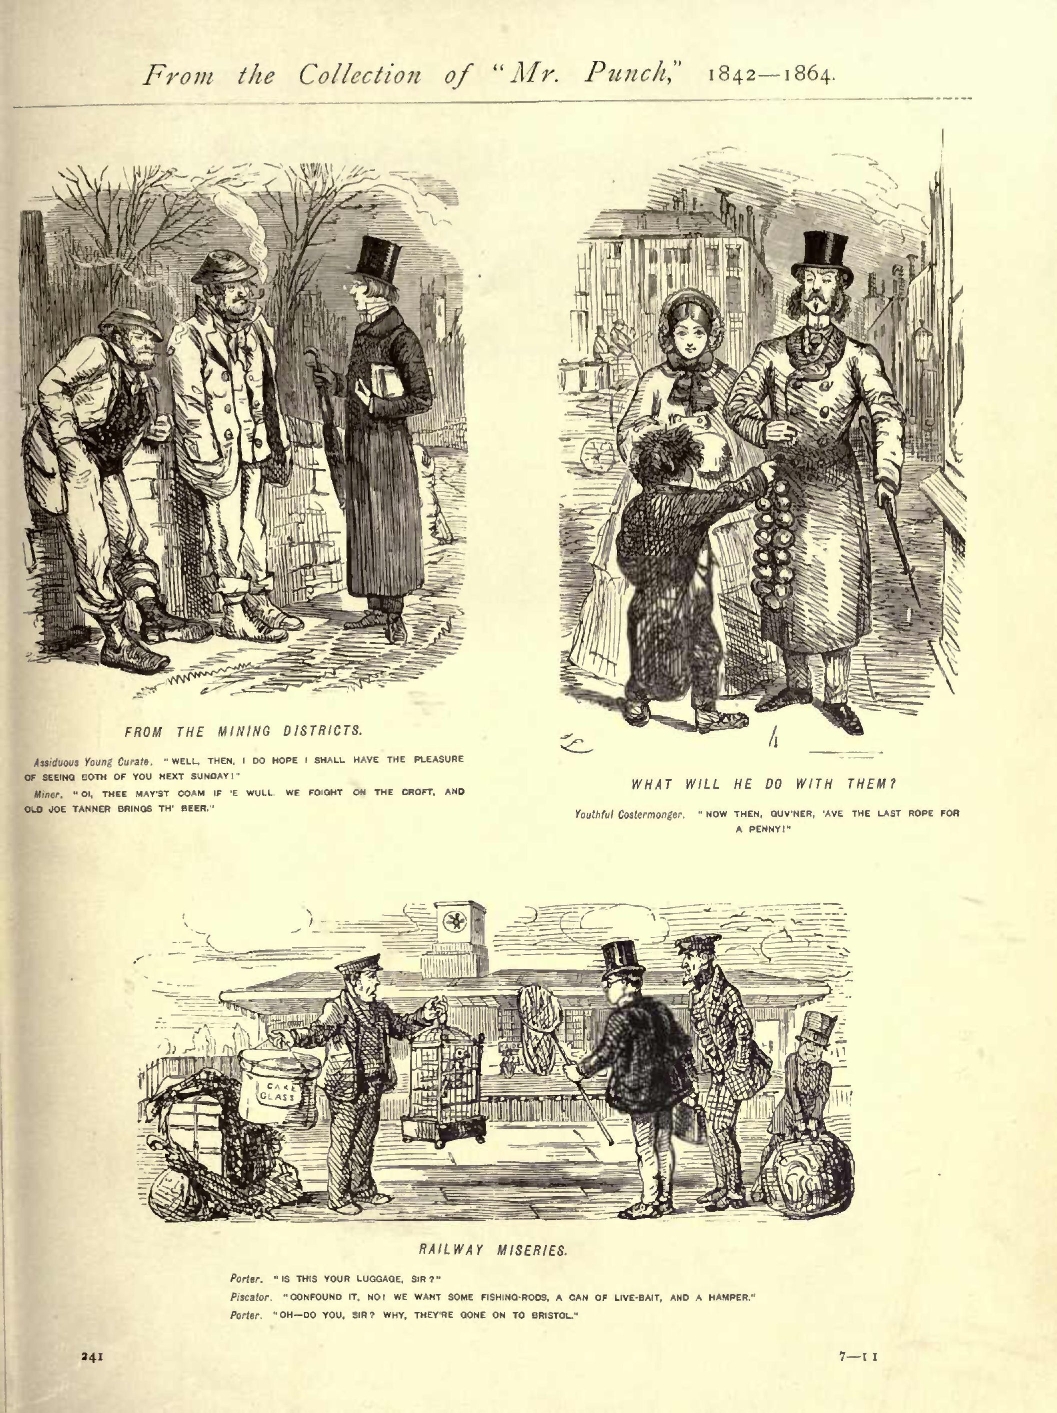 From the Collection of "Mr. Punch," 1842—1864.
FROM THE MINING DISTRICTS.
Assiduous Young Curate. "WELL, THEN, I DO HOPE I SHALL HAVE THE PLEASURE
OF SEEING BOTH OF YOU NEXT SUNDAY!"
Miner. "OI, THEE MAY'ST COAM IF 'E WULL. WE FOIGHT ON THE CROFT, AND
OLD JOE TANNER BRINGS TH' BEER."
WHAT WILL HE DO WITH THEM?
Youthful Costermonger. "NOW THEN, GUV'NER, 'AVE THE LAST ROPE FOR
A PENNY!"
CARE
GLASS
RAILWAY MISERIES.
Porter. "IS THIS YOUR LUGGAGE, SIR?"
Piscator. "CONFOUND IT, NO! WE WANT SOME FISHING-RODS, A CAN OF LIVE-BAIT, AND A HAMPER."
Porter. "OH—DO YOU, SIR? WHY, THEY'RE GONE ON TO BRISTOL."
241
7—11